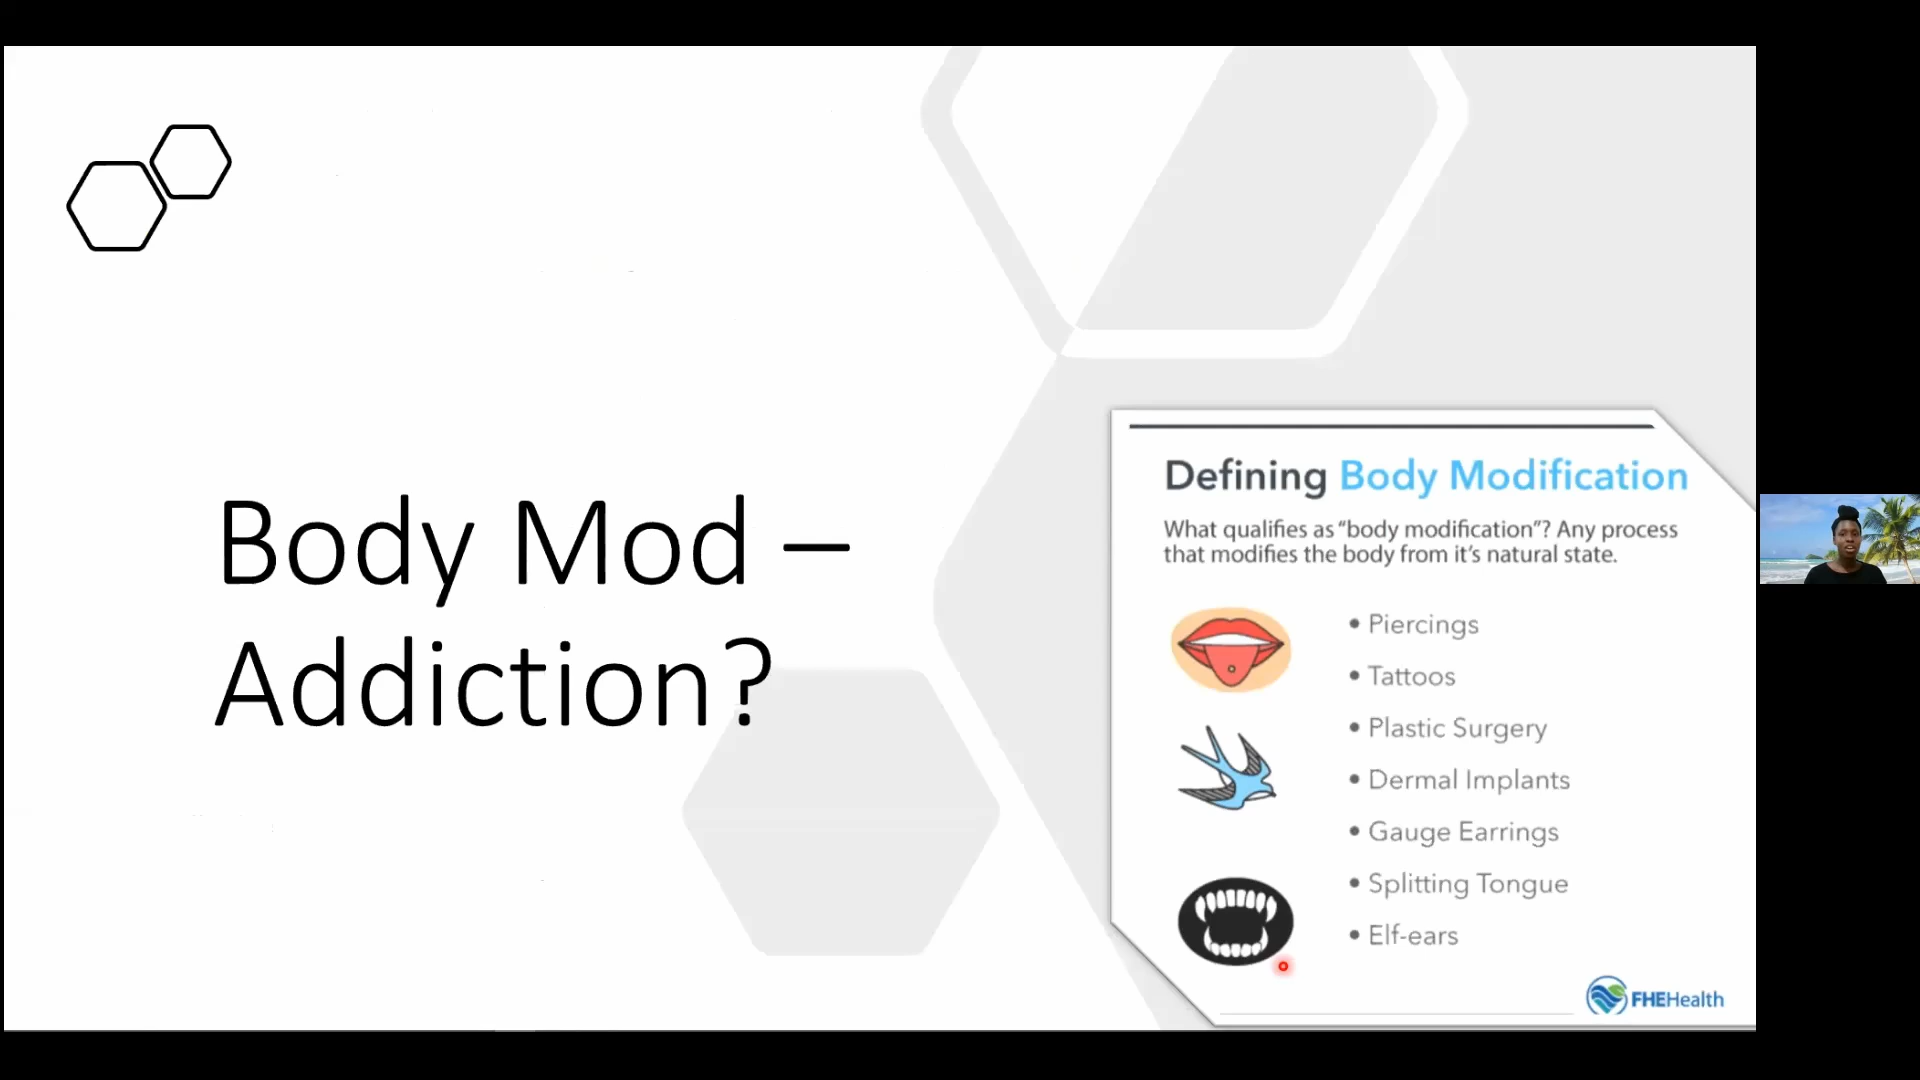 Body Mod –
Addiction?
Defining Body Modification
What qualifies as “body modification”? Any process
that modifies the body from it’s natural state.
• Piercings
• Tattoos
• Plastic Surgery
• Dermal Implants
• Gauge Earrings
• Splitting Tongue
• Elf-ears
FHEHealth